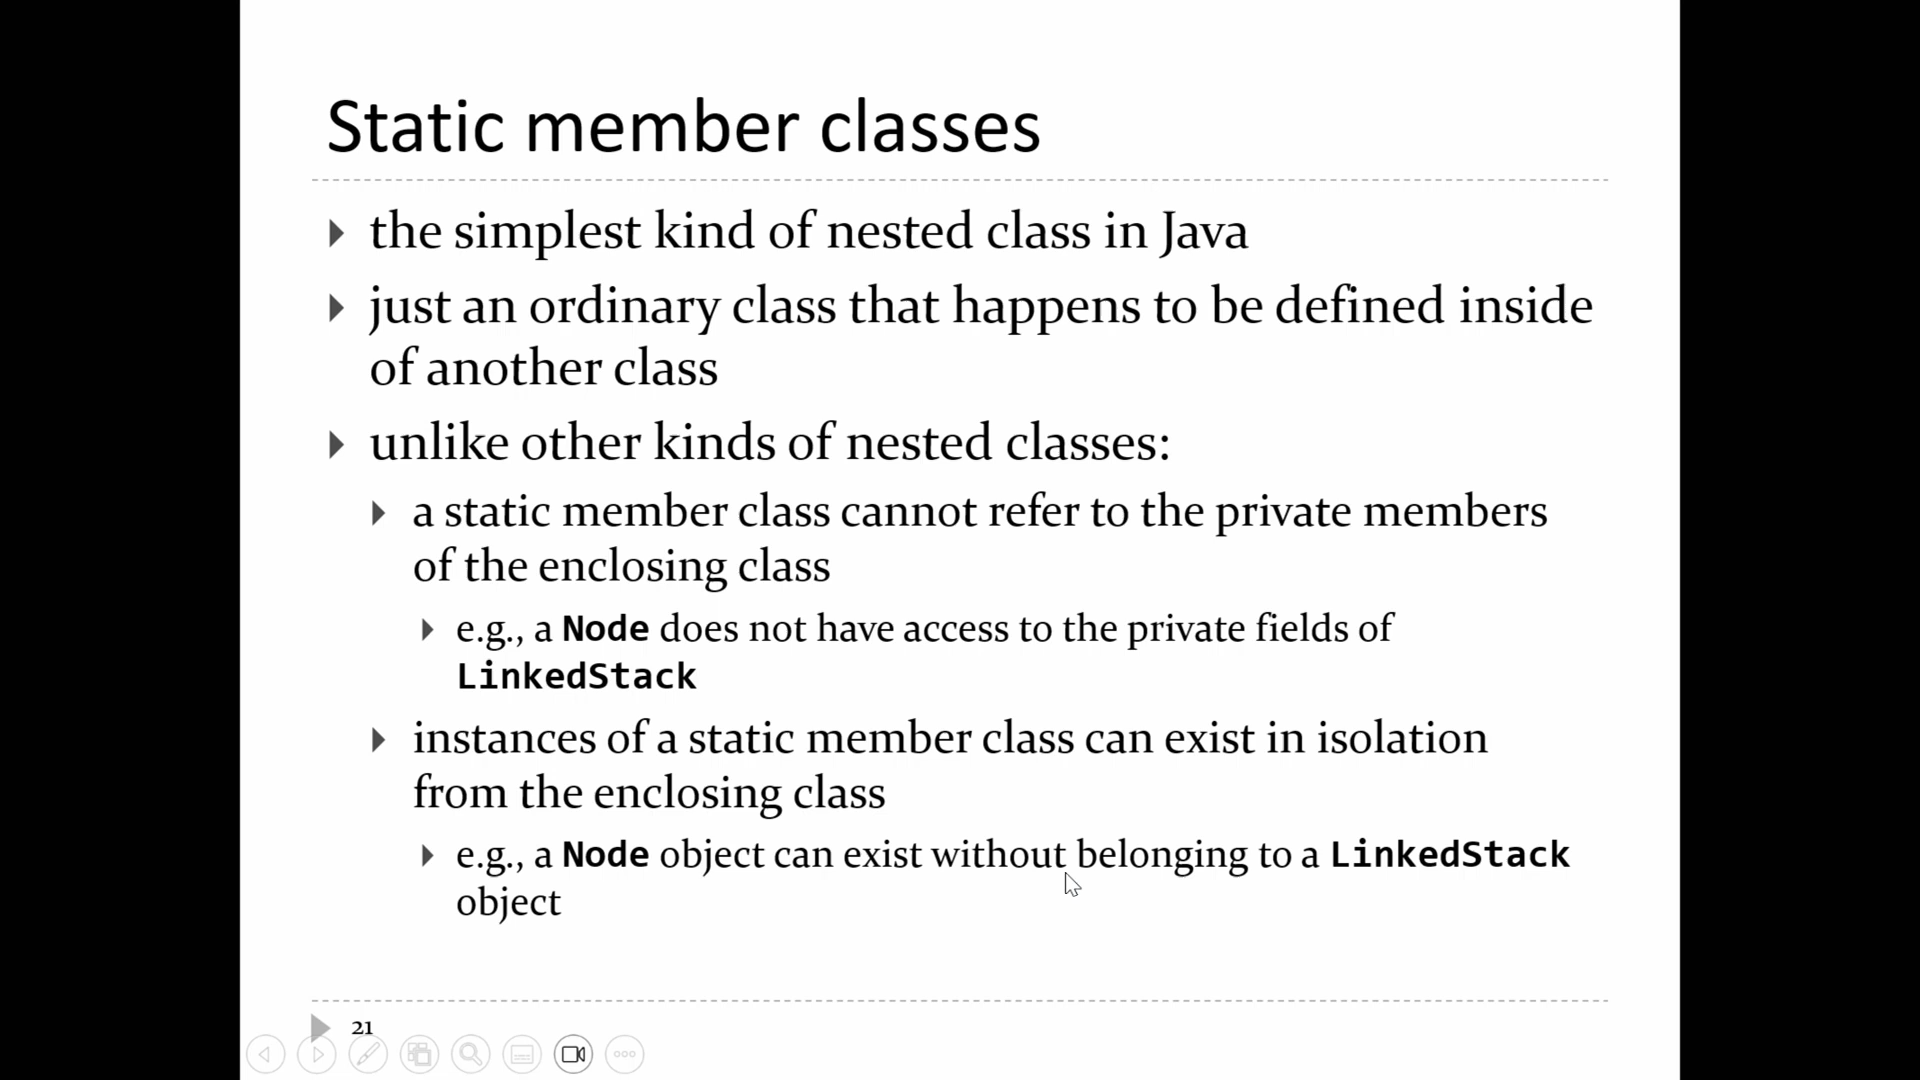 Static member classes
the simplest kind of nested class in Java
just an ordinary class that happens to be defined inside
of another class
unlike other kinds of nested classes:
a static member class cannot refer to the private members
of the enclosing class
e.g., a Node does not have access to the private fields of
LinkedStack
instances of a static member class can exist in isolation
from the enclosing class
e.g., a Node object can exist without belonging to a LinkedStack
object
21